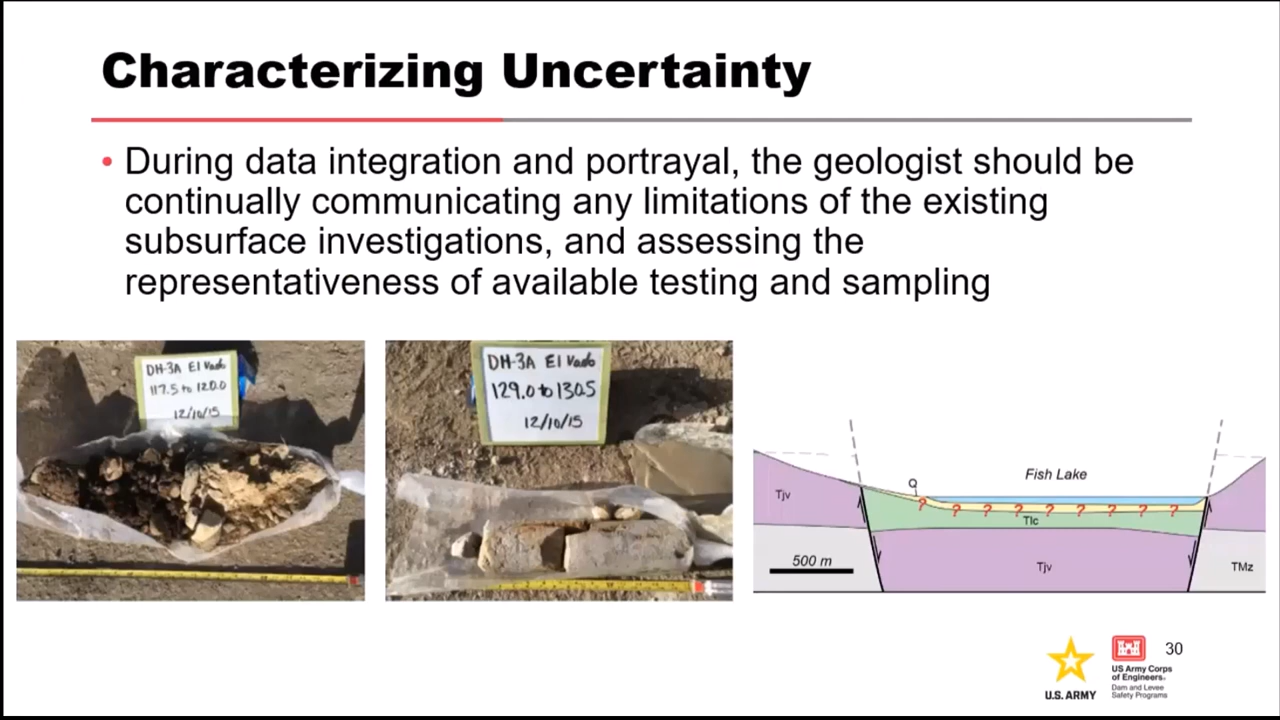 Characterizing Uncertainty
• During data integration and portrayal, the geologist should be
continually communicating any limitations of the existing
subsurface investigations, and assessing the
representativeness of available testing and sampling
DH-3A El Vado
117.5 to 120.0
12/10/15
DH-3A El Vado
129.0 to 130.5
12/10/15
Fish Lake
Q
Tjv
? ? ? ? ? ? ? ? ?
Tlc
500 m
Tjv
TMz
U.S. ARMY
US Army Corps
of Engineers®
Dam and Levee
Safety Programs
30